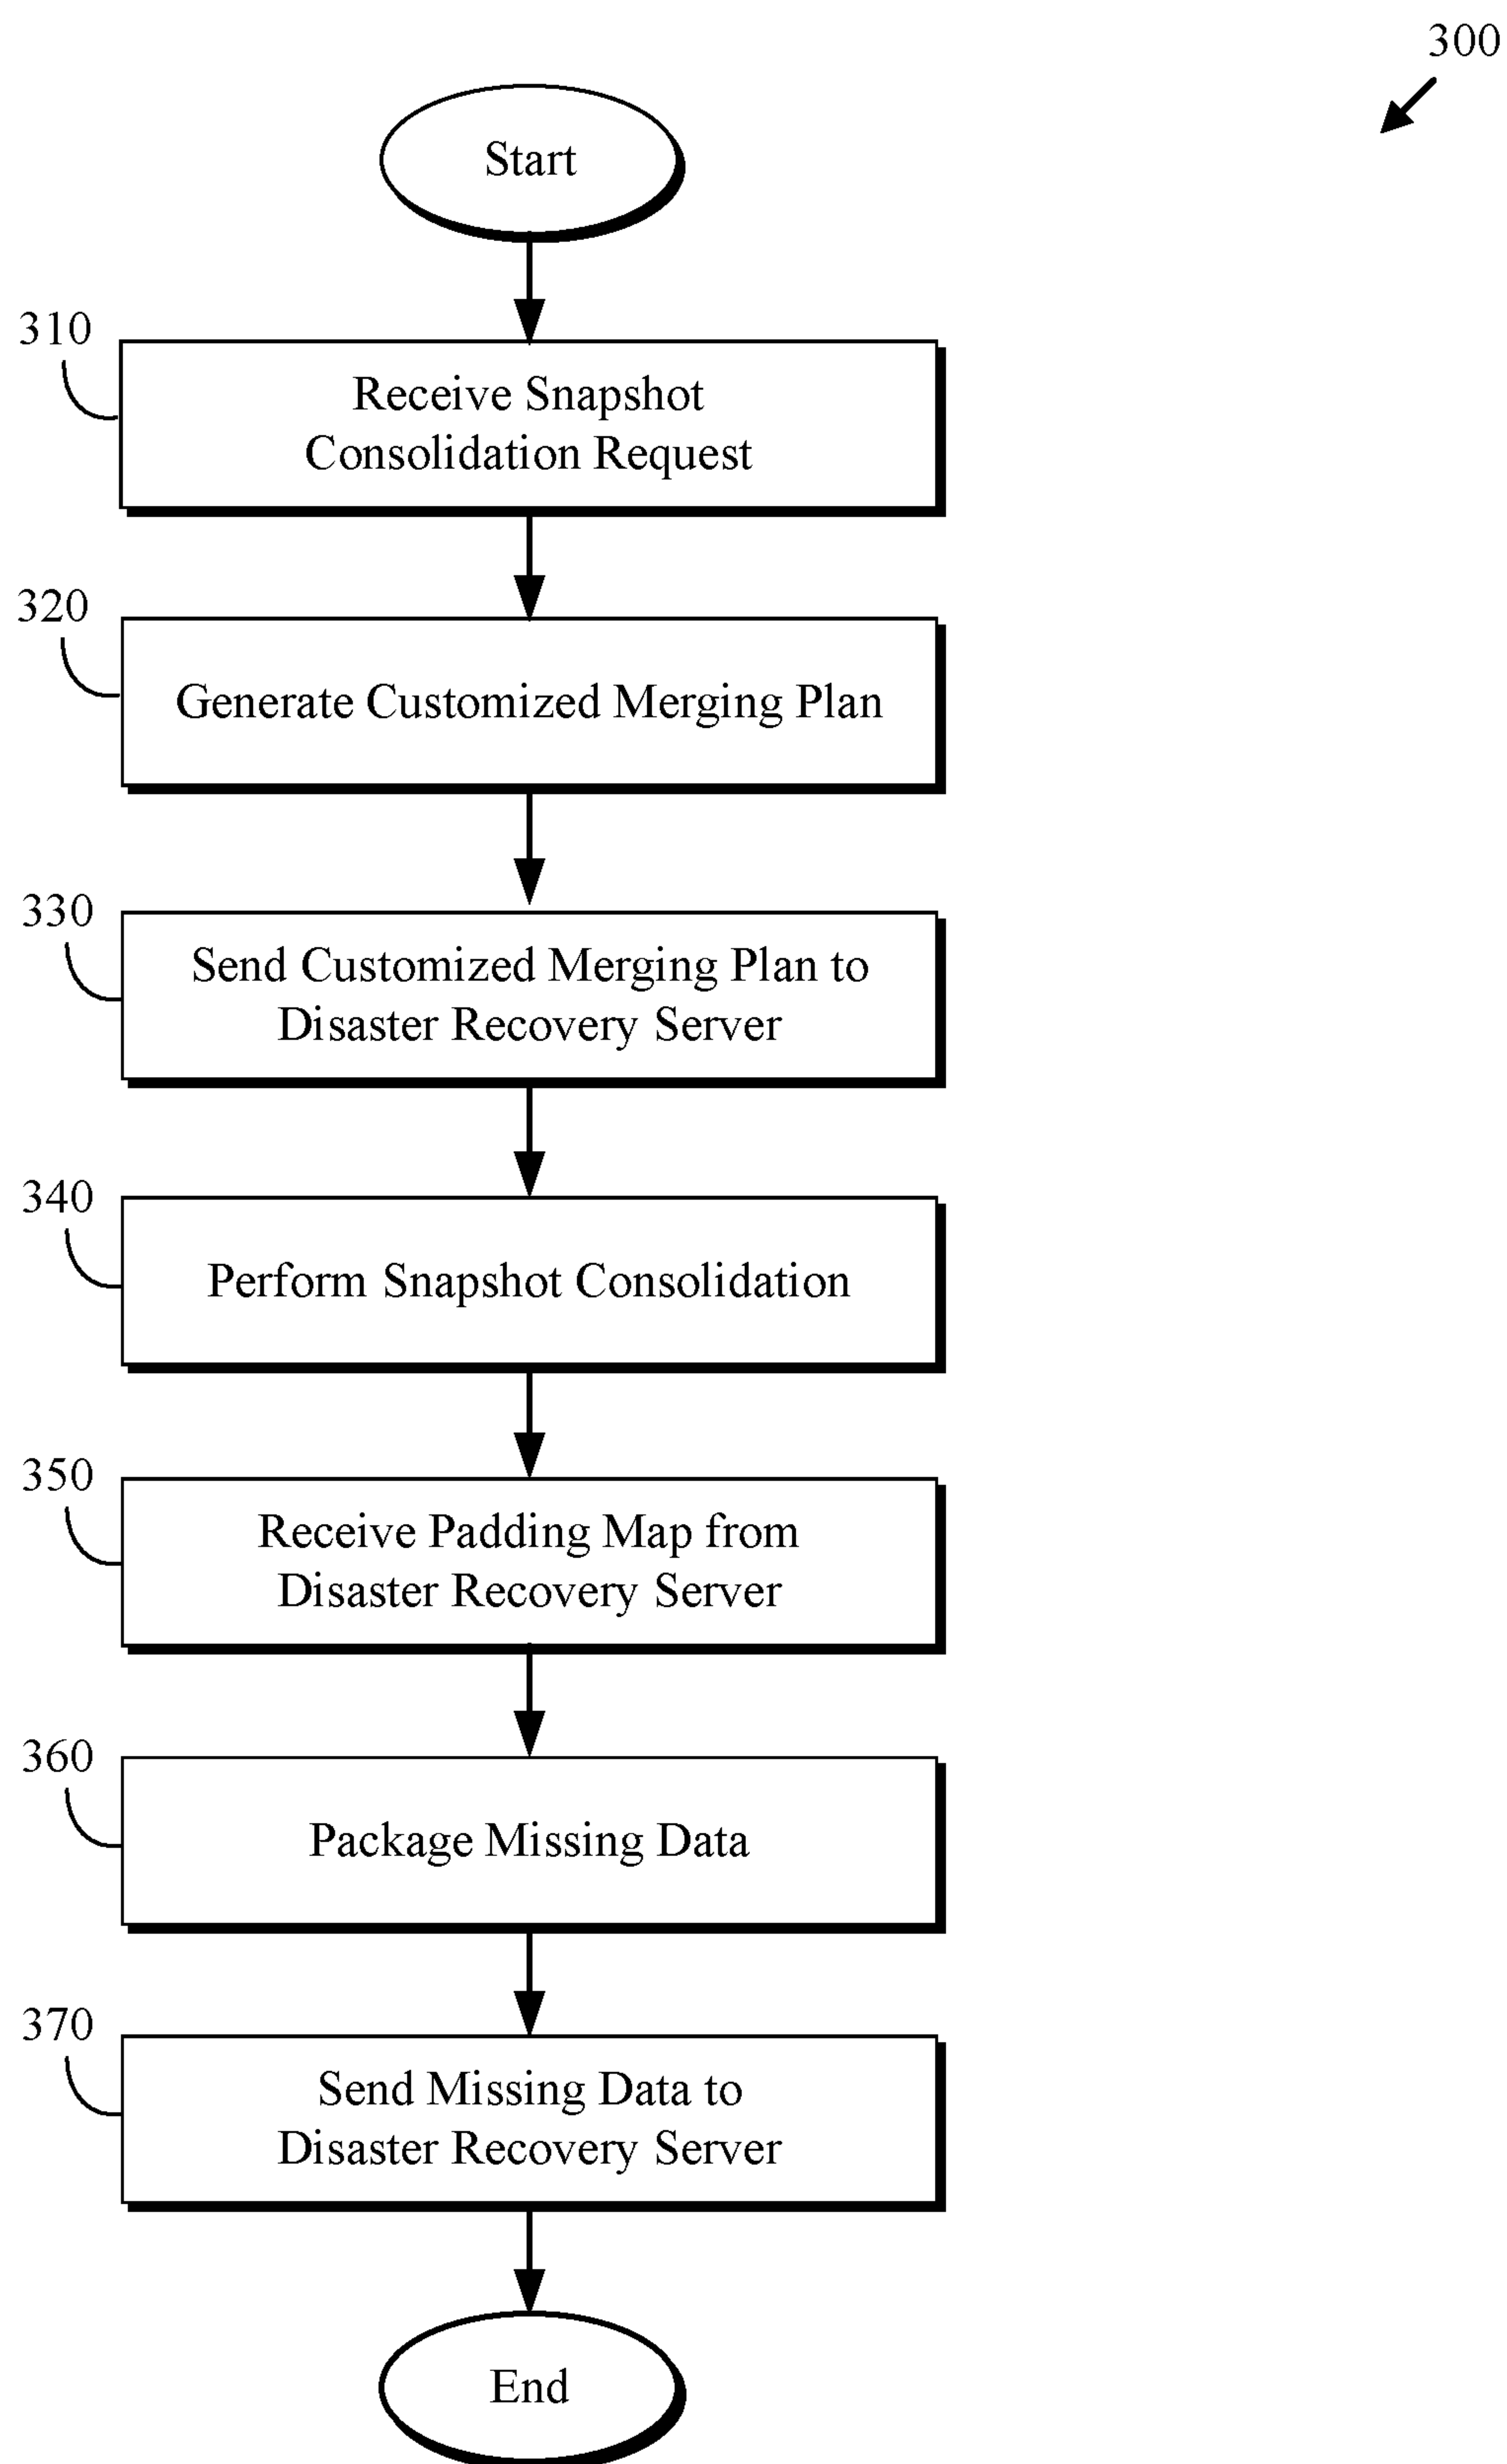 300
Start
310
Receive Snapshot
Consolidation Request
320
Generate Customized Merging Plan
330
Send Customized Merging Plan to
Disaster Recovery Server
340
Perform Snapshot Consolidation
350
Receive Padding Map from
Disaster Recovery Server
360
Package Missing Data
370
Send Missing Data to
Disaster Recovery Server
End